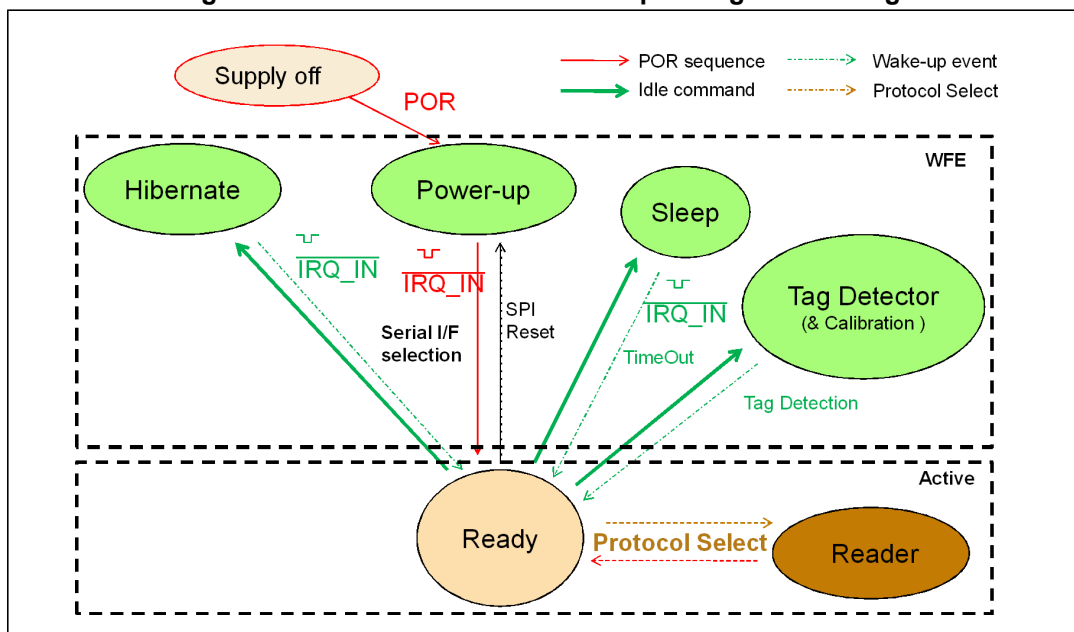 Supply off
POR
POR sequence
Idle command
Wake-up event
Protocol Select
WFE
Hibernate
Power-up
Sleep
Tag Detector
(& Calibration )
IRQ_IN
IRQ_IN
IRQ_IN
Serial I/F
selection
SPI
Reset
TimeOut
Tag Detection
Active
Ready
Protocol Select
Reader